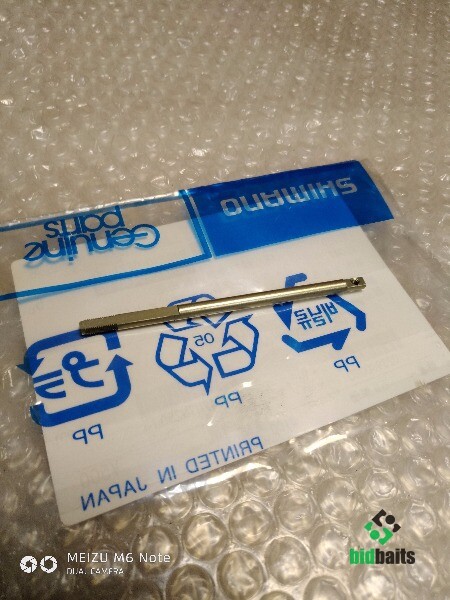 SHIMANO
Genuine
parts
プラ
05
비닐류
PP
PP
PP
PRINTED IN JAPAN
MEIZU M6 Note
DUAL CAMERA
bidbaits